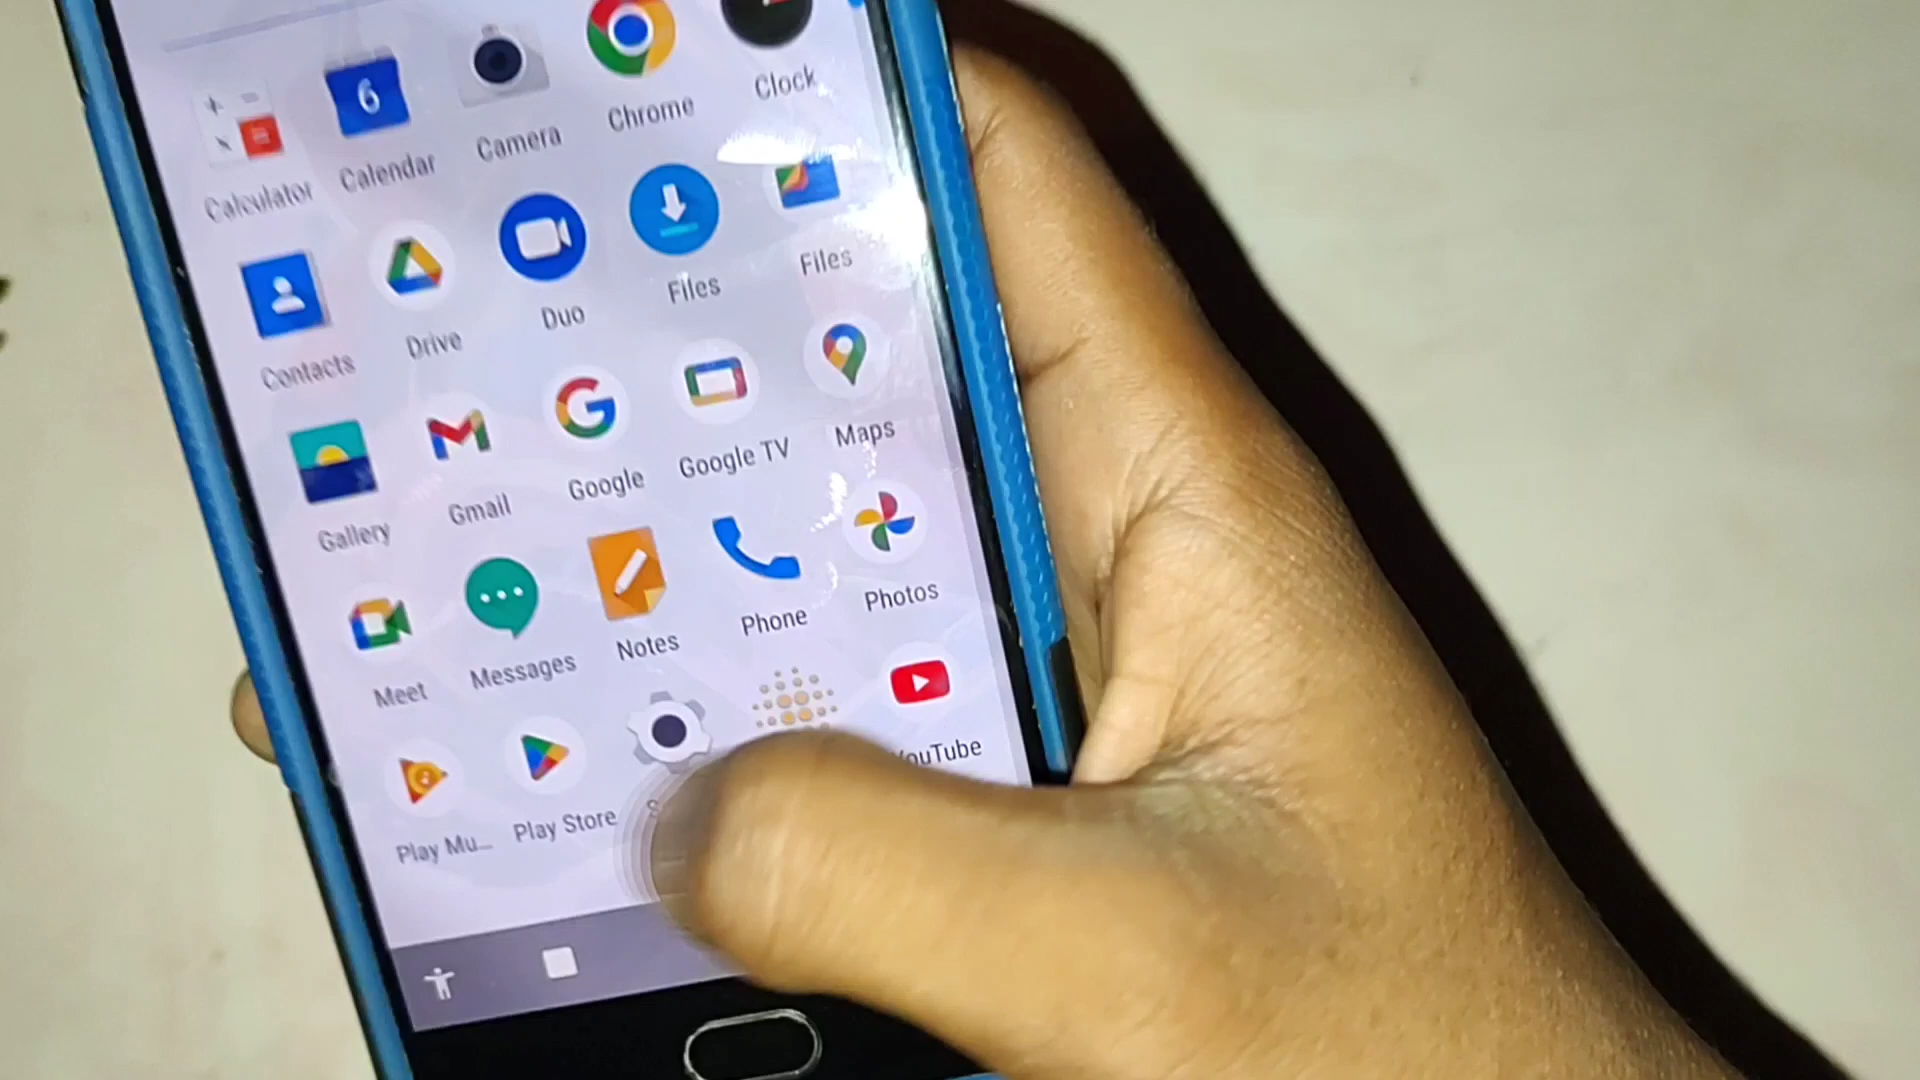 Calculator
6
Calendar
Camera
Chrome
Clock
Contacts
Drive
Duo
Files
Files
Gallery
Gmail
Google
Google TV
Maps
Meet
Messages
Notes
Phone
Photos
Play Mu...
Play Store
S
YouTube